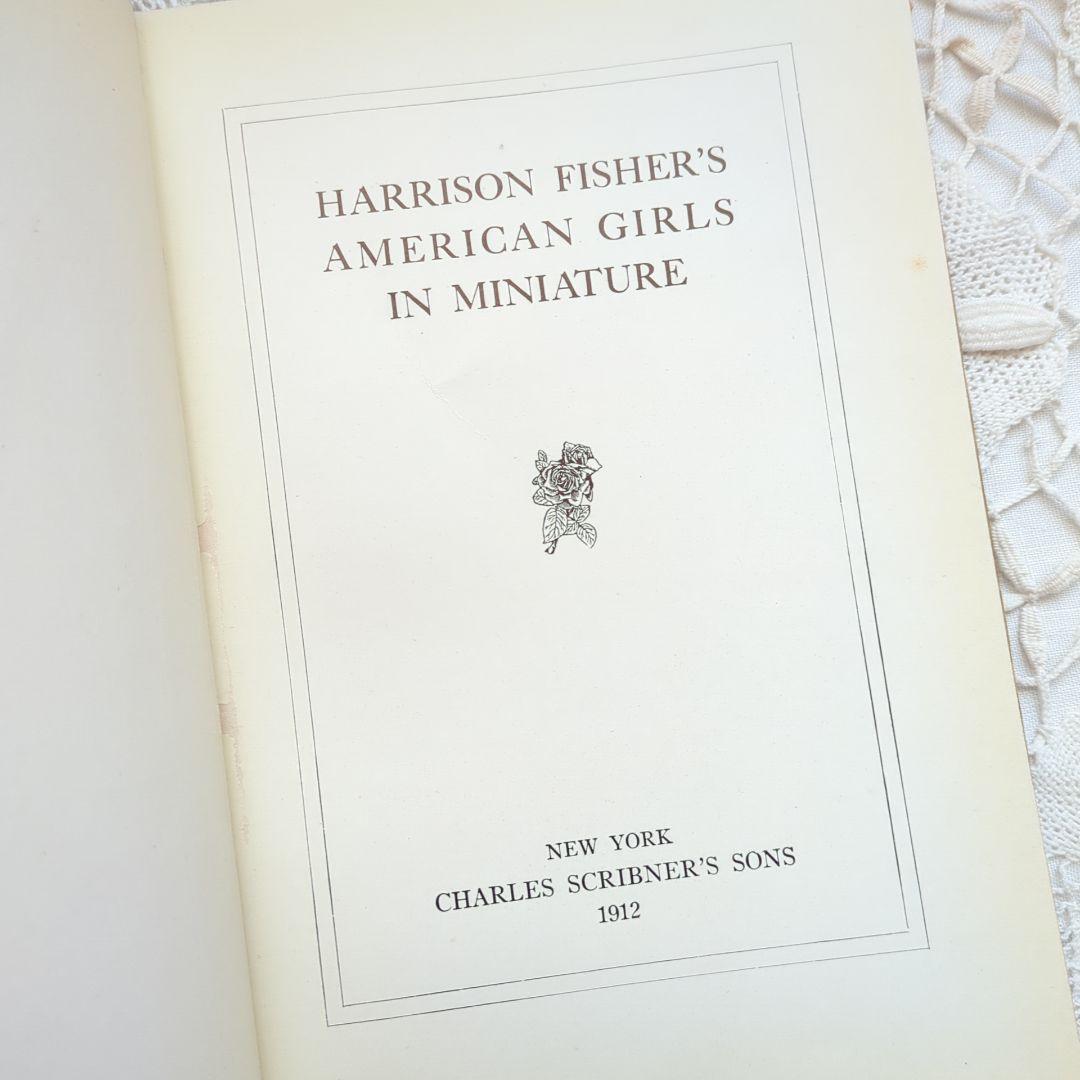 HARRISON FISHER'S
AMERICAN GIRLS
IN MINIATURE
NEW YORK
CHARLES SCRIBNER'S SONS
1912